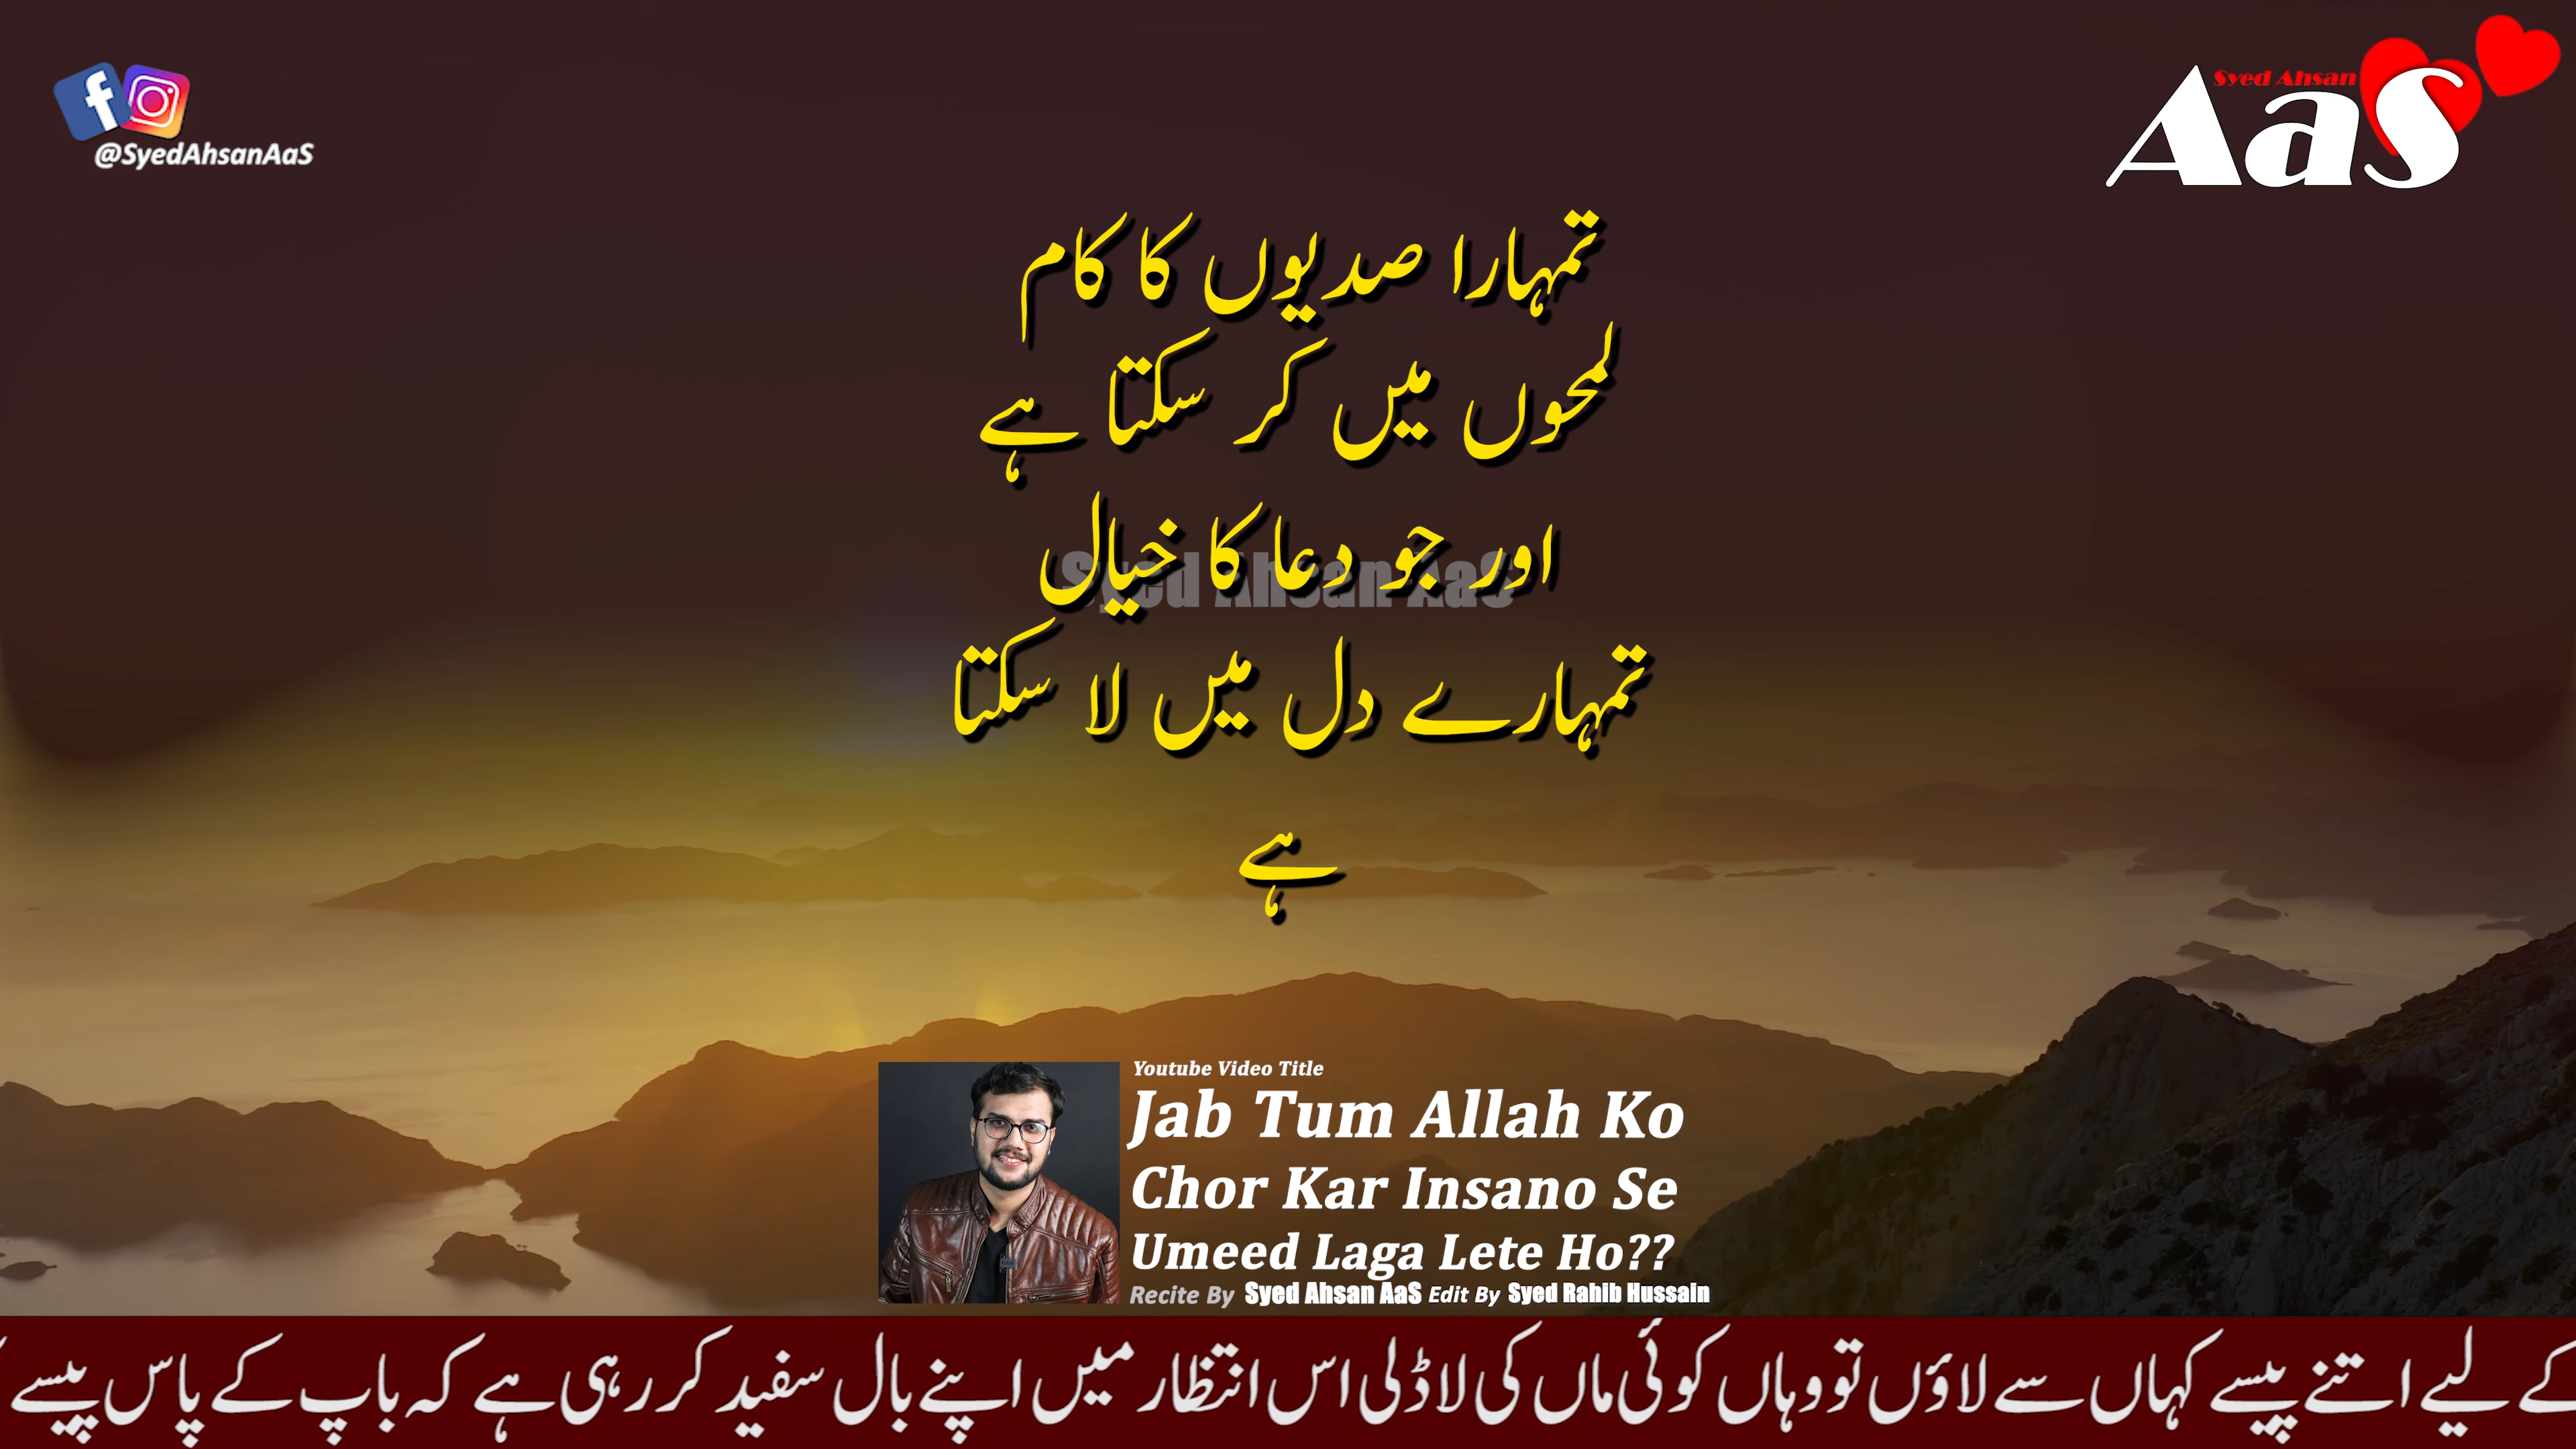 @SyedAhsanAaS
Syed Ahsan
AaS
تمہارا صدیوں کا کام
لمحوں میں کر سکتا ہے
اور جو دعا کا خیال
Syed Ahsan AaS
تمہارے دل میں لا سکتا
ہے
Youtube Video Title
Jab Tum Allah Ko
Chor Kar Insano Se
Umeed Laga Lete Ho??
Recite By Syed Ahsan AaS Edit By Syed Rahib Hussain
کے لیے اتنے پیسے کہاں سے لاؤں تو وہاں کوئی ماں کی لاڈلی اس انتظار میں اپنے بال سفید کر رہی ہے کہ باپ کے پاس پیسے